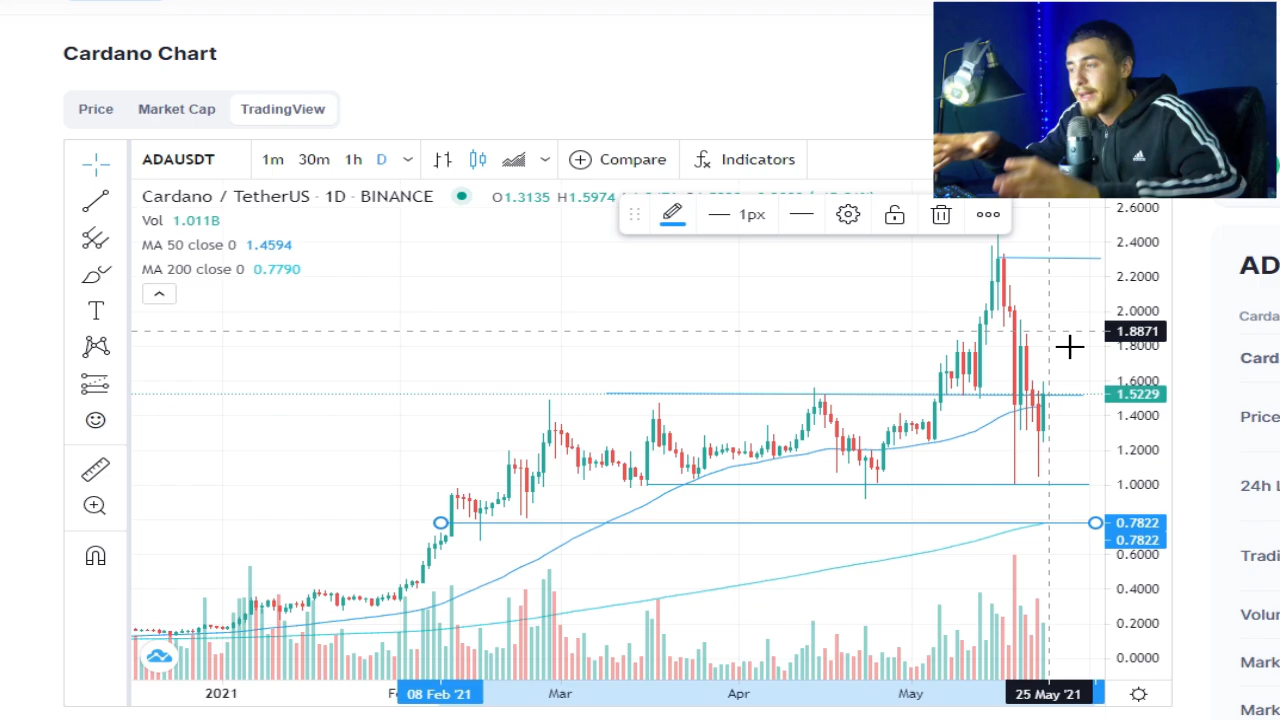 Cardano Chart
Price Market Cap TradingView
ADAUSDT 1m 30m 1h D Compare Indicators
Cardano / TetherUS · 1D · BINANCE O1.3135 H1.5974
1px
Vol 1.011B
MA 50 close 0 1.4594
MA 200 close 0 0.7790
2.6000
2.4000
2.2000
2.0000
1.8871
1.8000
1.6000
1.5229
1.4000
1.2000
1.0000
0.7822
0.7822
0.6000
0.4000
0.2000
0.0000
2021 08 Feb '21 Mar Apr May 25 May '21
AD
Carda
Card
Price
24h L
Tradi
Volu
Mark
Mark